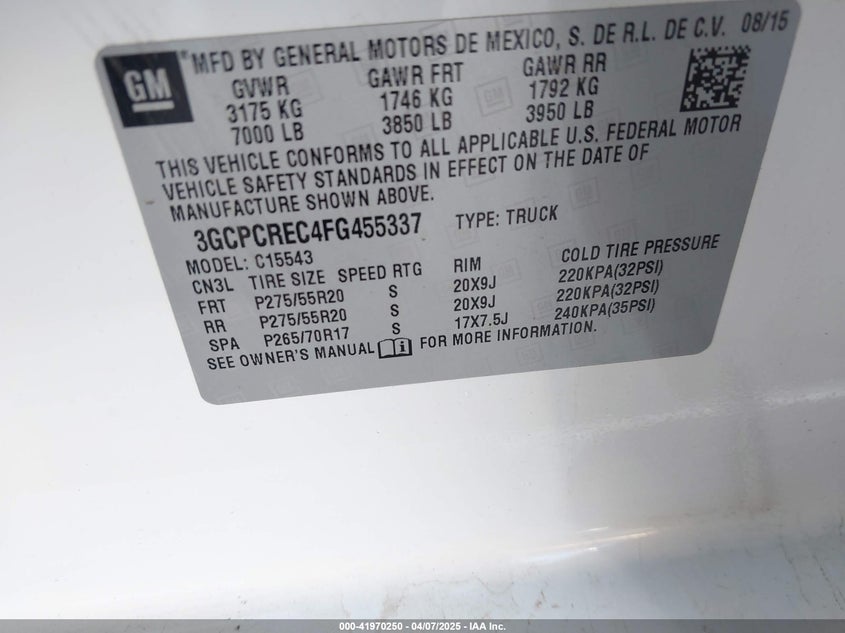 GM
® MFD BY GENERAL MOTORS DE MEXICO, S. DE R.L. DE C.V. 08/15
GVWR GAWR FRT GAWR RR
3175 KG 1746 KG 1792 KG
7000 LB 3850 LB 3950 LB
THIS VEHICLE CONFORMS TO ALL APPLICABLE U.S. FEDERAL MOTOR
VEHICLE SAFETY STANDARDS IN EFFECT ON THE DATE OF
MANUFACTURE SHOWN ABOVE.
3GCPCREC4FG455337 TYPE: TRUCK
MODEL: C15543
CN3L TIRE SIZE SPEED RTG RIM COLD TIRE PRESSURE
FRT P275/55R20 S 20X9J 220KPA(32PSI)
RR P275/55R20 S 20X9J 220KPA(32PSI)
SPA P265/70R17 S 17X7.5J 240KPA(35PSI)
SEE OWNER'S MANUAL i FOR MORE INFORMATION.
000-41970250 - 04/07/2025 - IAA Inc.